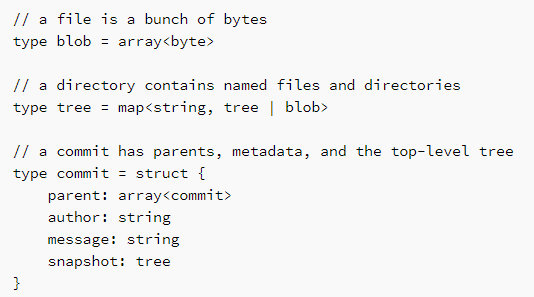 // a file is a bunch of bytes
type blob = array<byte>

// a directory contains named files and directories
type tree = map<string, tree | blob>

// a commit has parents, metadata, and the top-level tree
type commit = struct {
    parent: array<commit>
    author: string
    message: string
    snapshot: tree
}